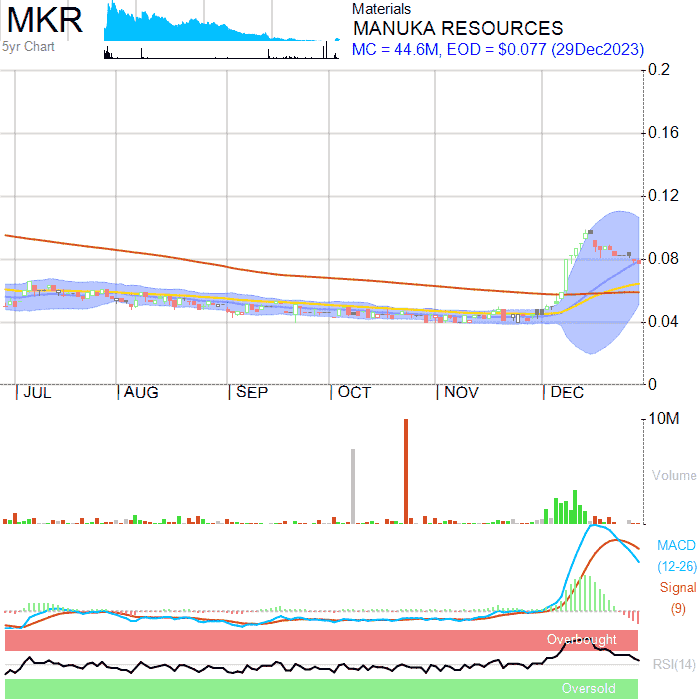 MKR
5yr Chart
Materials
MANUKA RESOURCES
MC = 44.6M, EOD = $0.077 (29Dec2023)
0.2
0.16
0.12
0.08
0.04
0
JUL AUG SEP OCT NOV DEC
10M
Volume
MACD
(12-26)
Signal
(9)
Overbought
RSI(14)
Oversold